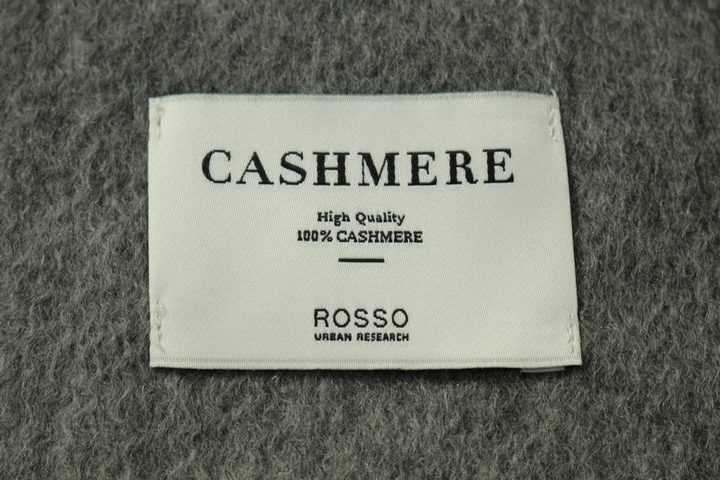 CASHMERE
High Quality
100% CASHMERE
ROSSO
URBAN RESEARCH